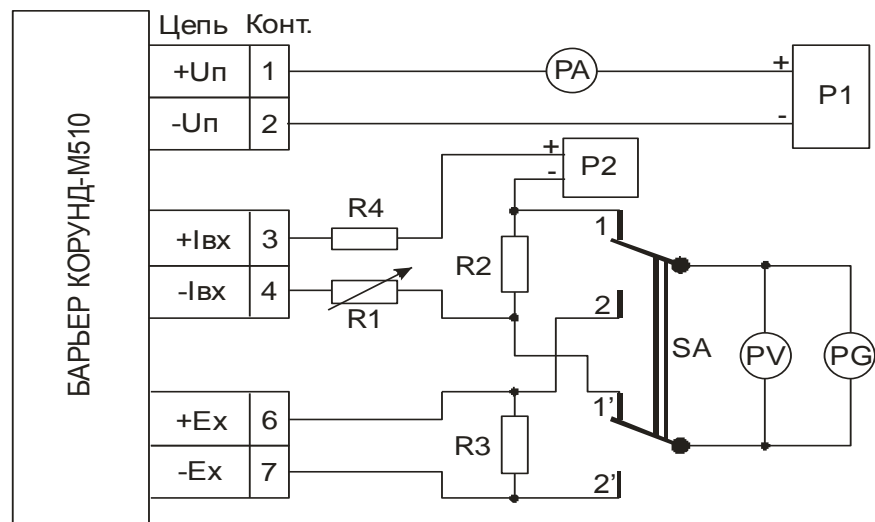 БАРЬЕР КОРУНД-М510
Цепь Конт.
+Uп 1
-Uп 2
PA
+
-
P1
+
-
P2
+Iвх 3
-Iвх 4
R4
R1
R2
1
2
SA
PV
PG
+Ex 6
-Ex 7
R3
1’
2’